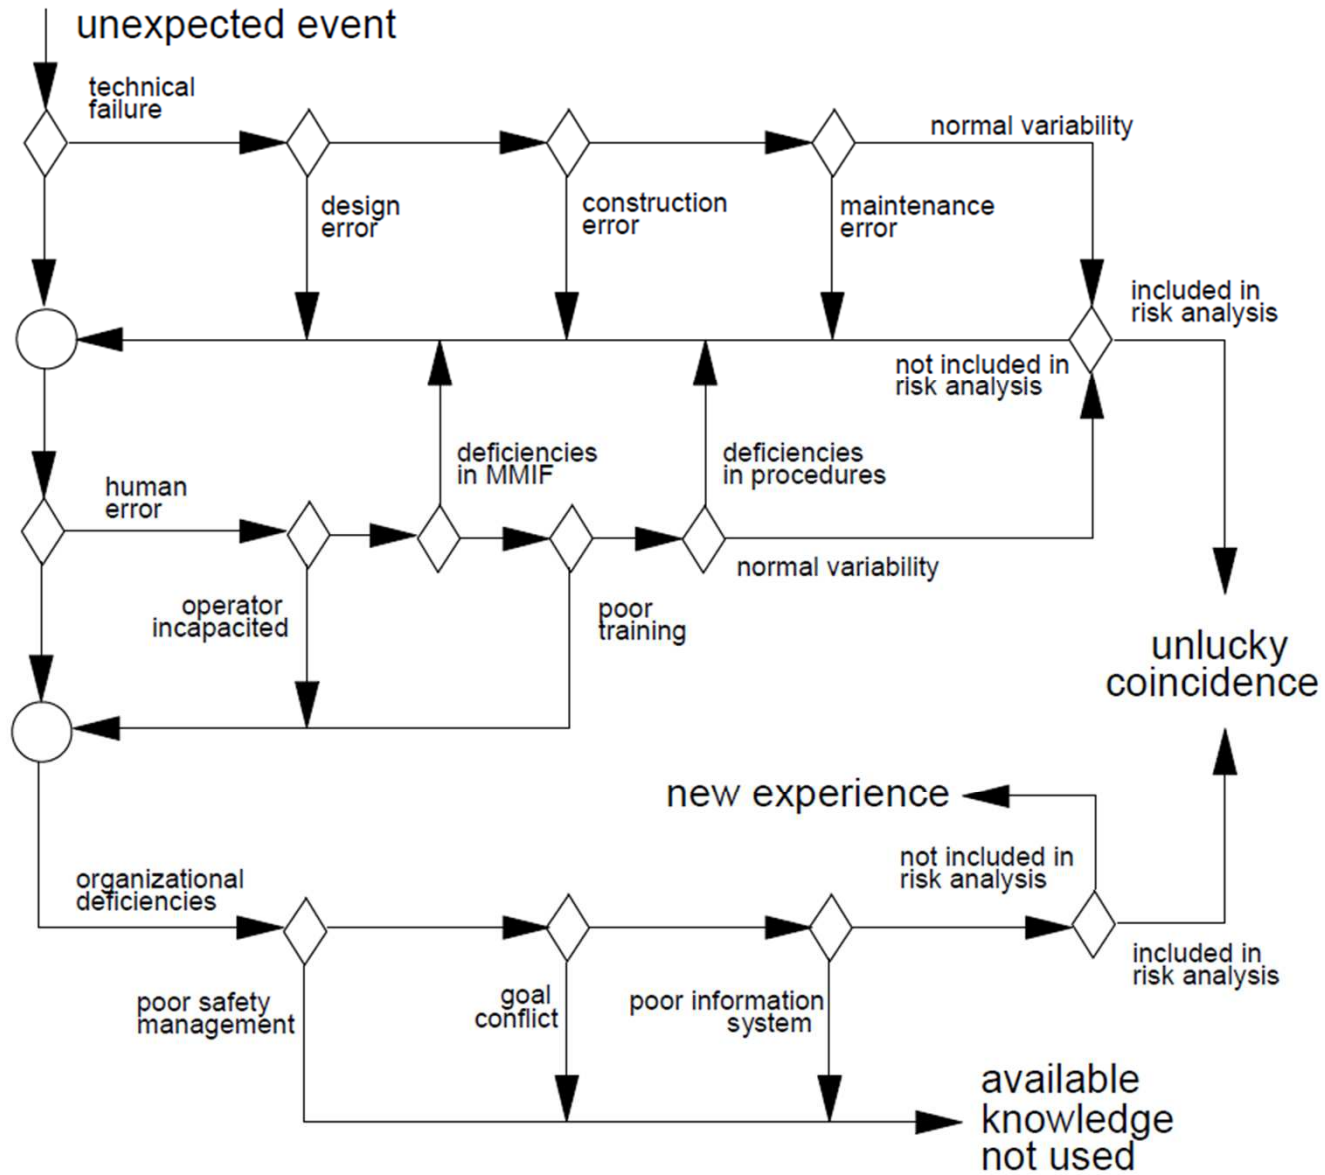 unexpected event
technical
failure
normal variability
design
error
construction
error
maintenance
error
included in
risk analysis
not included in
risk analysis
deficiencies
in MMIF
deficiencies
in procedures
human
error
normal variability
operator
incapacited
poor
training
unlucky
coincidence
new experience
not included in
risk analysis
organizational
deficiencies
included in
risk analysis
poor safety
management
goal
conflict
poor information
system
available
knowledge
not used